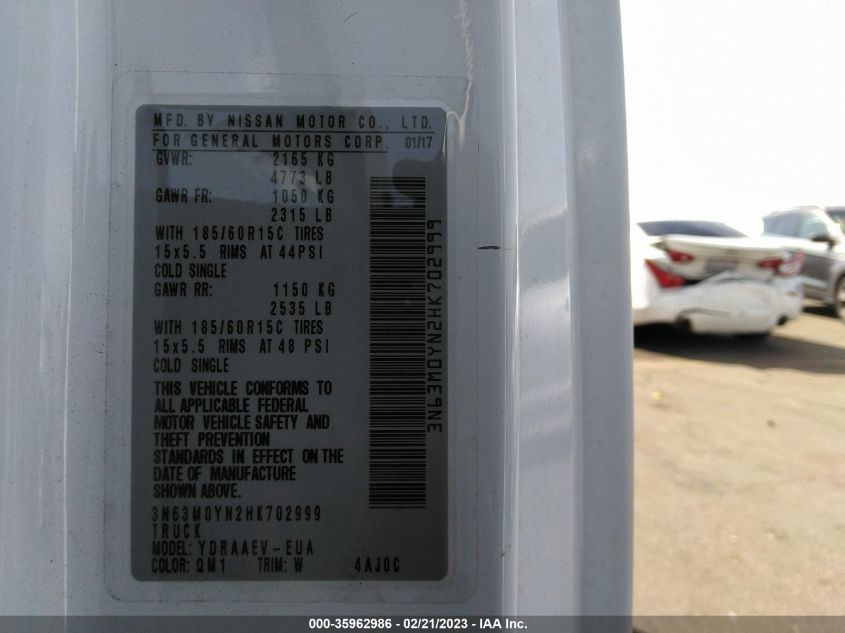 MFD. BY NISSAN MOTOR CO., LTD.
FOR GENERAL MOTORS CORP. 01/17
GVWR: 2165 KG
4773 LB
GAWR FR: 1050 KG
2315 LB
WITH 185/60R15C TIRES
15x5.5 RIMS AT 44PSI
COLD SINGLE
GAWR RR: 1150 KG
2535 LB
WITH 185/60R15C TIRES
15x5.5 RIMS AT 48 PSI
COLD SINGLE
THIS VEHICLE CONFORMS TO
ALL APPLICABLE FEDERAL
MOTOR VEHICLE SAFETY AND
THEFT PREVENTION
STANDARDS IN EFFECT ON THE
DATE OF MANUFACTURE
SHOWN ABOVE.
3N63M0YN2HK702999
TRUCK
MODEL: YDRAAEV-EUA
COLOR: QM1 TRIM: W 4AJ0C
3N63M0YN2HK702999
000-35962986 - 02/21/2023 - IAA Inc.